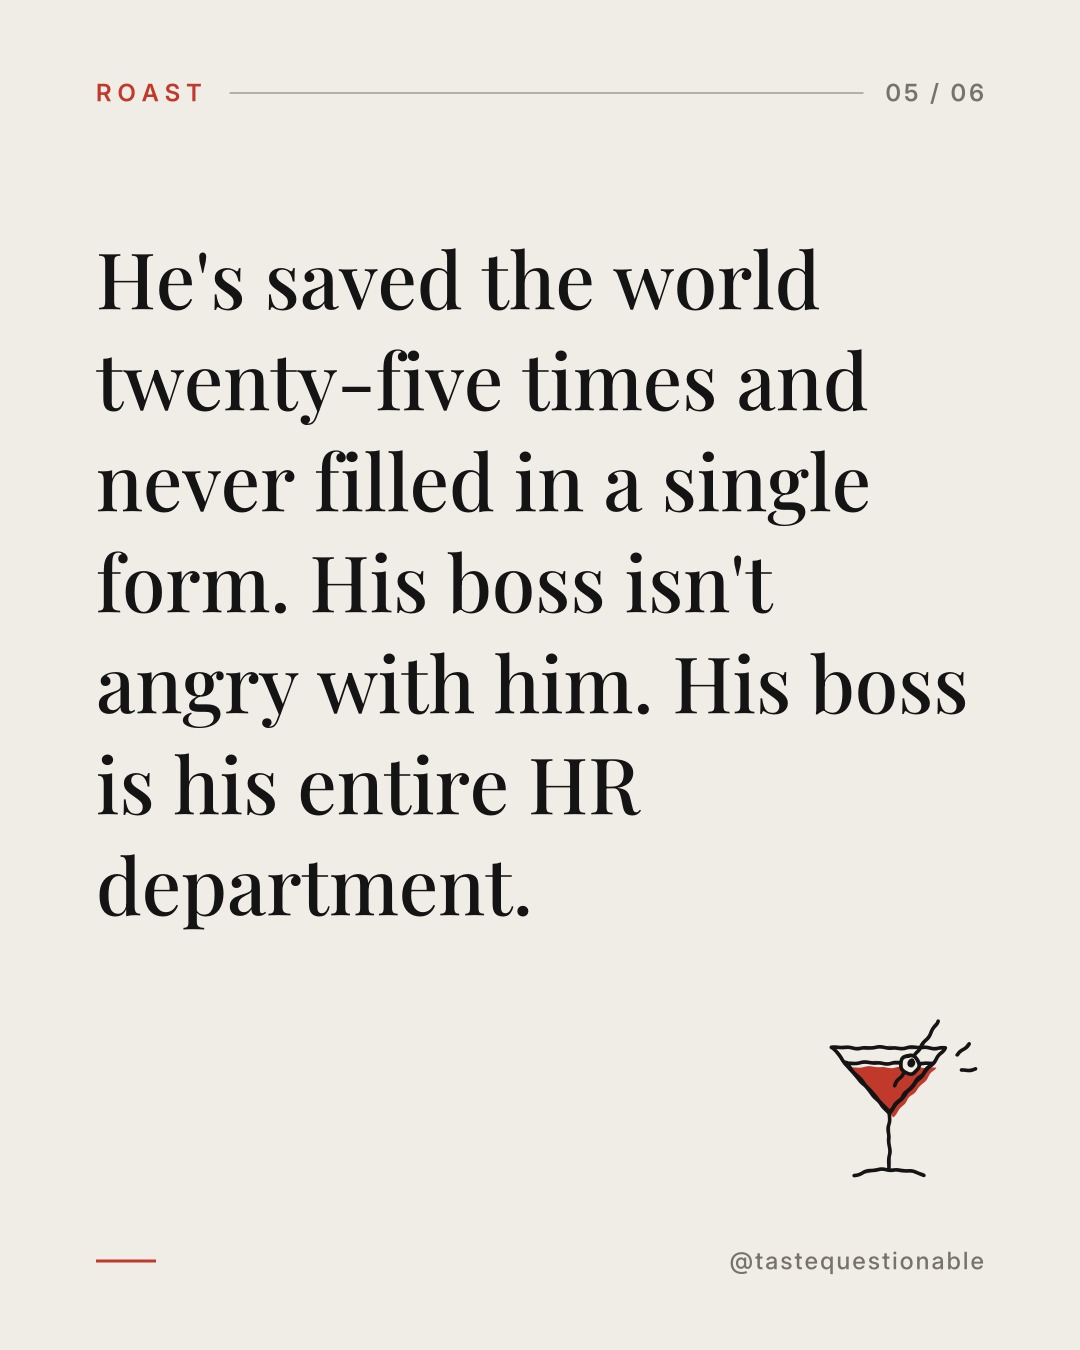 ROAST
05 / 06
He's saved the world
twenty-five times and
never filled in a single
form. His boss isn't
angry with him. His boss
is his entire HR
department.
@tastequestionable